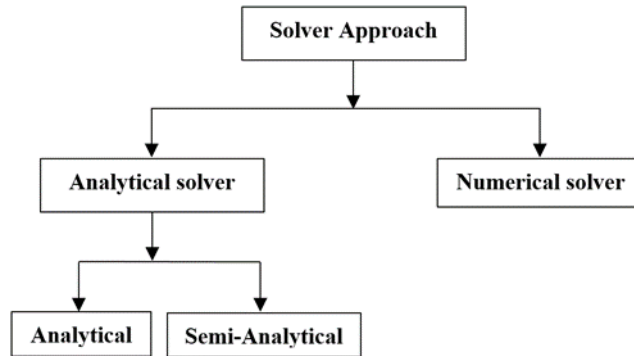 Solver Approach
Analytical solver
Numerical solver
Analytical
Semi-Analytical